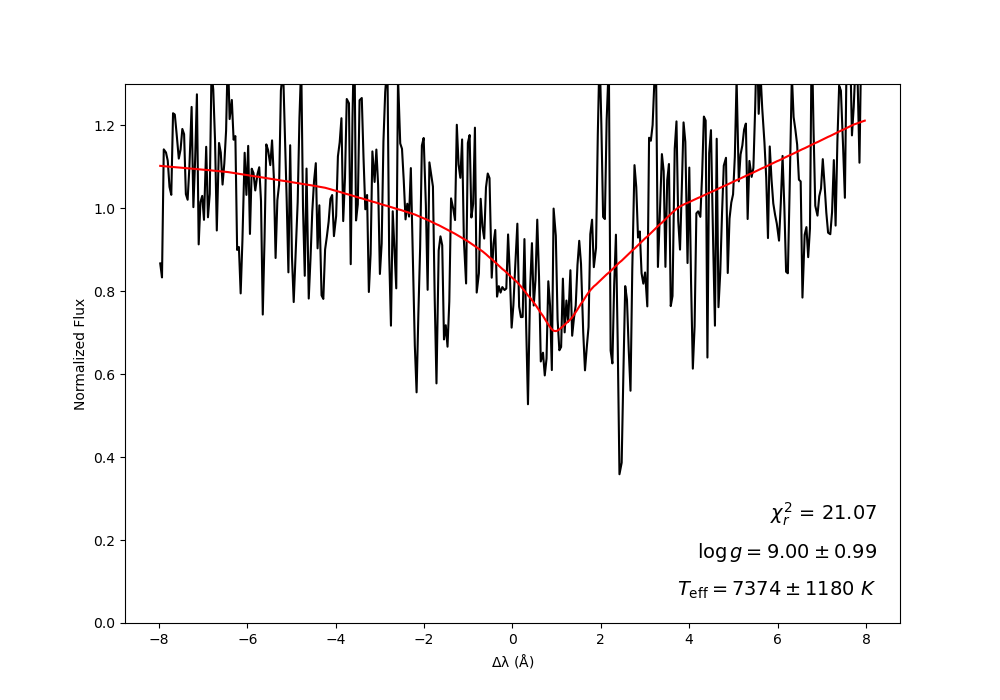 1.2
1.0
0.8
0.6
0.4
0.2
0.0
Normalized Flux
χ²ᵣ = 21.07
log g = 9.00 ± 0.99
T_eff = 7374 ± 1180 K
−8 −6 −4 −2 0 2 4 6 8
Δλ (Å)